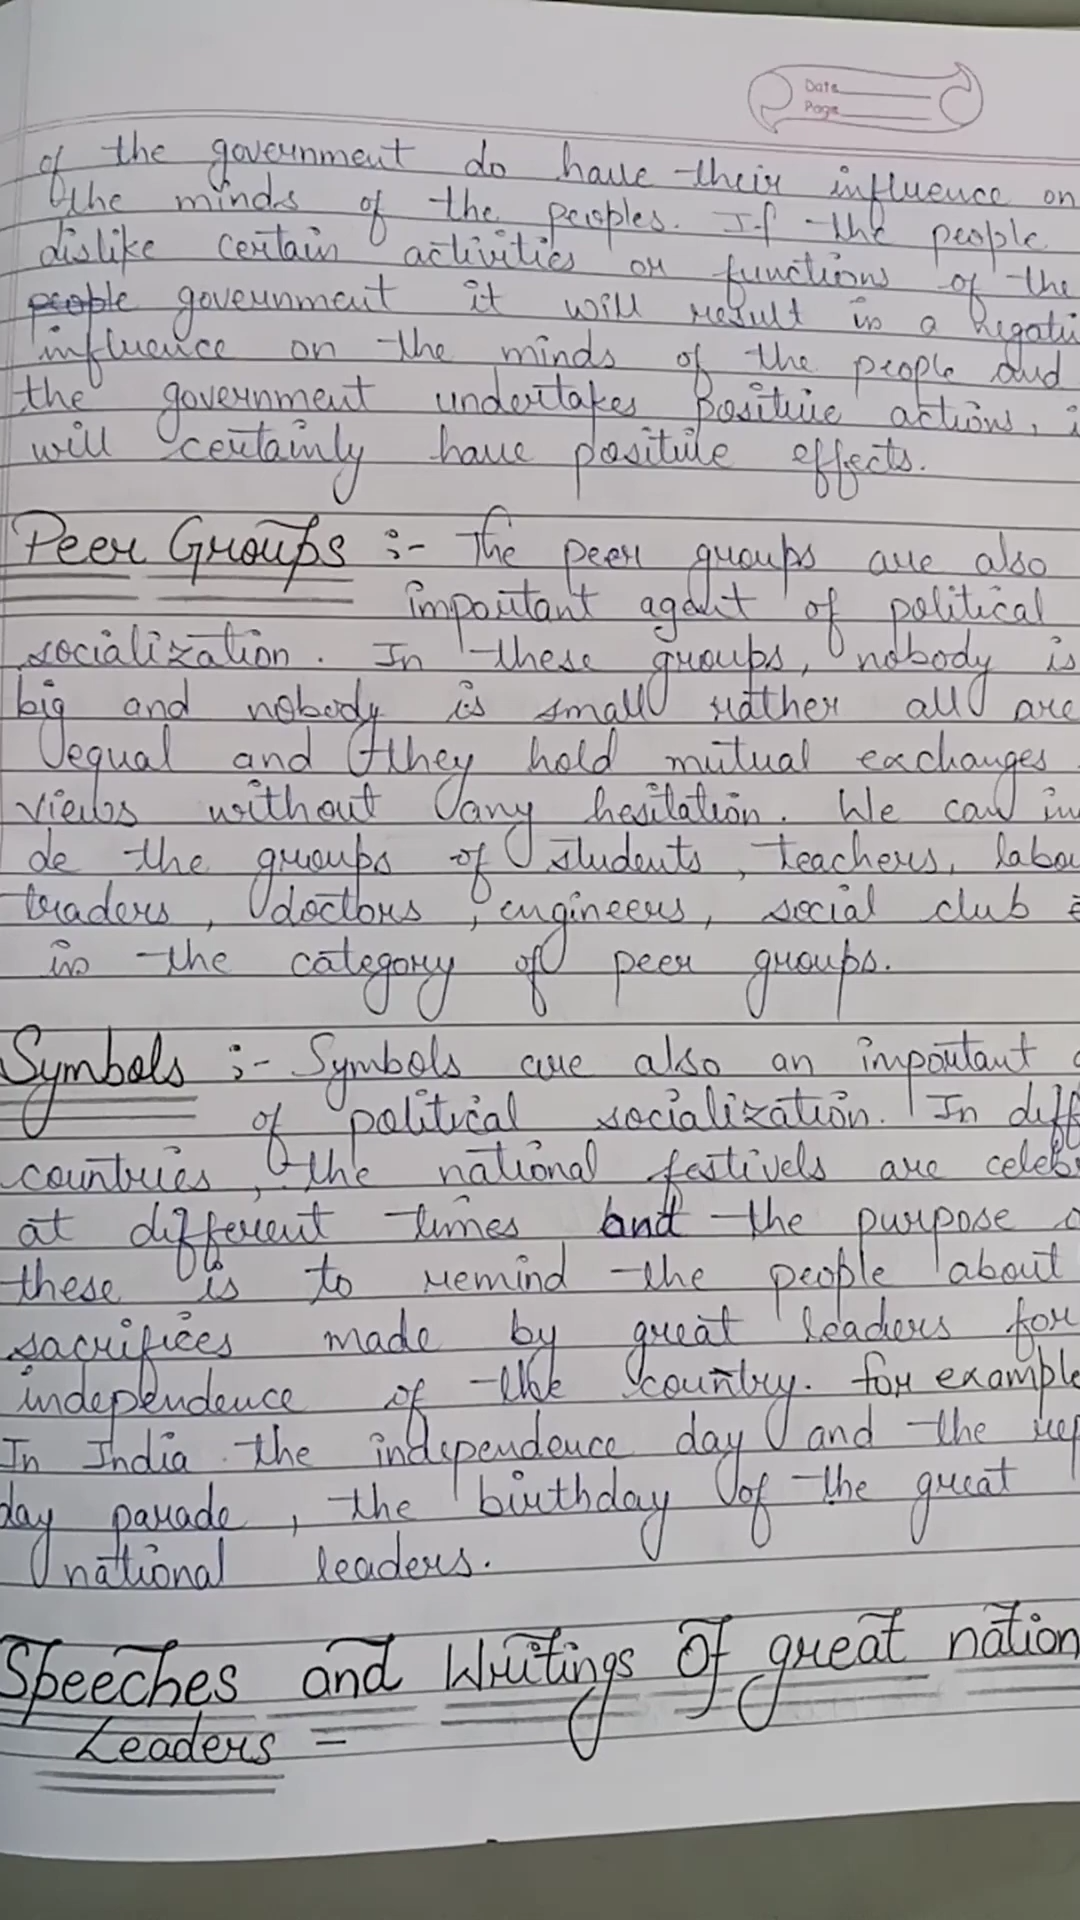 Date
Page
of the government do have their influence on
the minds of the peoples. If the people
dislike certain activities or functions of the
people government it will result in a negati
influence on the minds of the people and
the government undertakes positive actions, i
will certainly have positive effects.
Peer Groups :- The peer groups are also
important agent of political
socialization. In these groups, nobody is
big and nobody is small rather all are
equal and they hold mutual exchanges
views without any hesitation. We can in
de the groups of students, teachers, labou
traders, doctors, engineers, social club
in the category of peer groups.
Symbols :- Symbols are also an important
of political socialization. In diff
countries, the national festivels are celeb
at different times and the purpose o
these is to remind the people about
sacrifices made by great leaders for
independence of the country. for example
In India the independence day and the rep
day parade, the birthday of the great
national leaders.
Speeches and Writings Of great nation
Leaders =